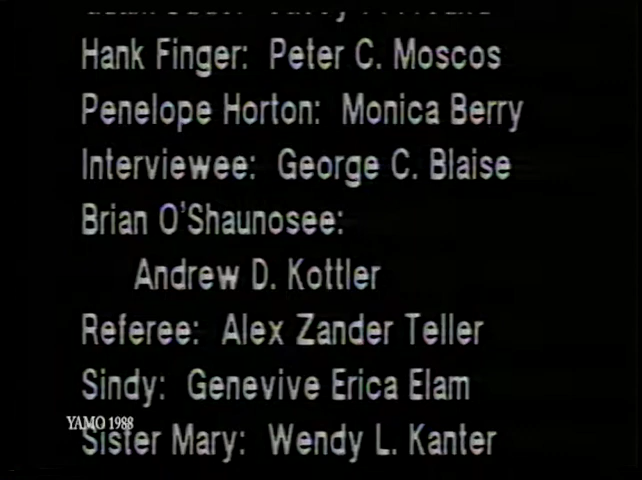 Hank Finger: Peter C. Moscos
Penelope Horton: Monica Berry
Interviewee: George C. Blaise
Brian O'Shaunosee:
Andrew D. Kottler
Referee: Alex Zander Teller
Sindy: Genevive Erica Elam
YAMO 1988
Sister Mary: Wendy L. Kanter